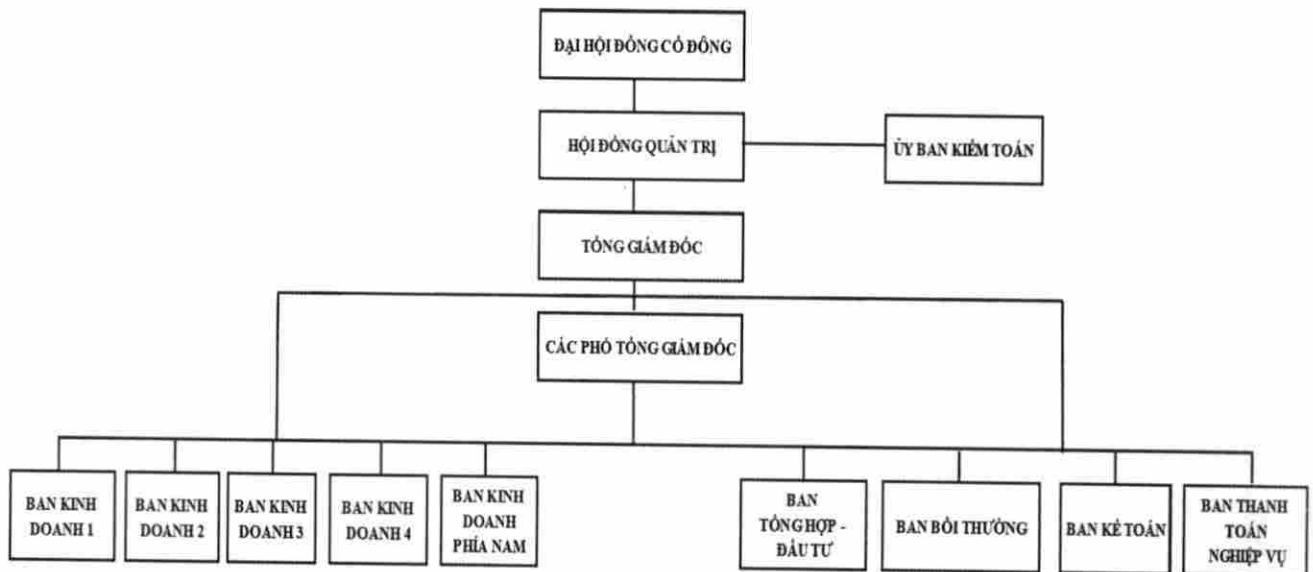 ĐẠI HỘI ĐỒNG CỔ ĐÔNG
HỘI ĐỒNG QUẢN TRỊ
ỦY BAN KIỂM TOÁN
TỔNG GIÁM ĐỐC
CÁC PHÓ TỔNG GIÁM ĐỐC
BAN KINH
DOANH 1
BAN KINH
DOANH 2
BAN KINH
DOANH 3
BAN KINH
DOANH 4
BAN KINH
DOANH
PHÍA NAM
BAN
TỔNG HỢP -
ĐẦU TƯ
BAN BỒI THƯỜNG
BAN KẾ TOÁN
BAN THANH
TOÁN
NGHIỆP VỤ